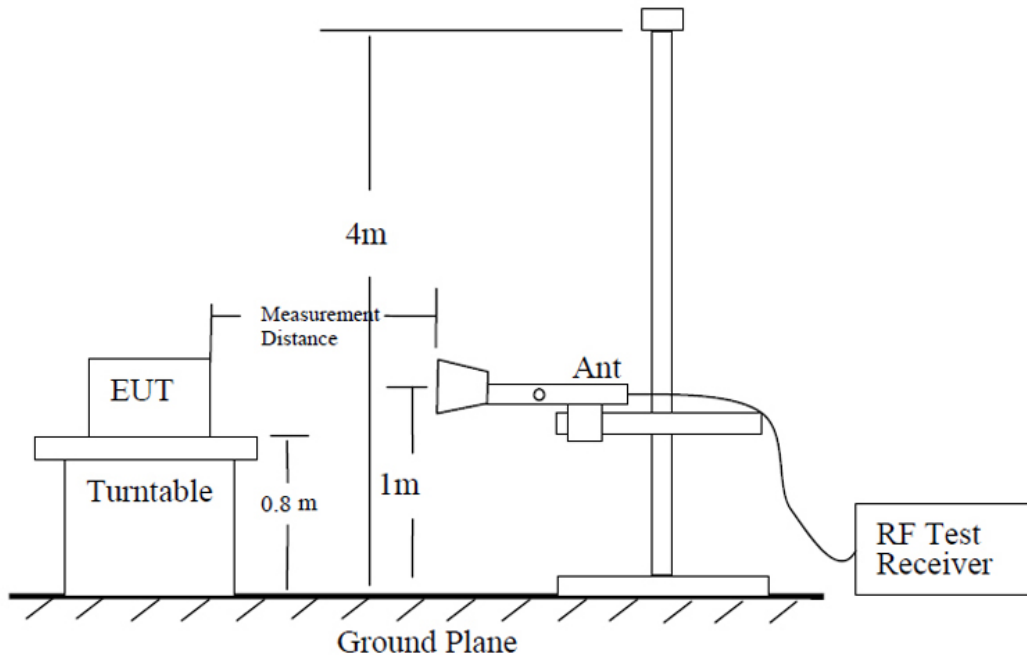 4m
Measurement
Distance
Ant
EUT
Turntable
0.8 m
1m
RF Test
Receiver
Ground Plane